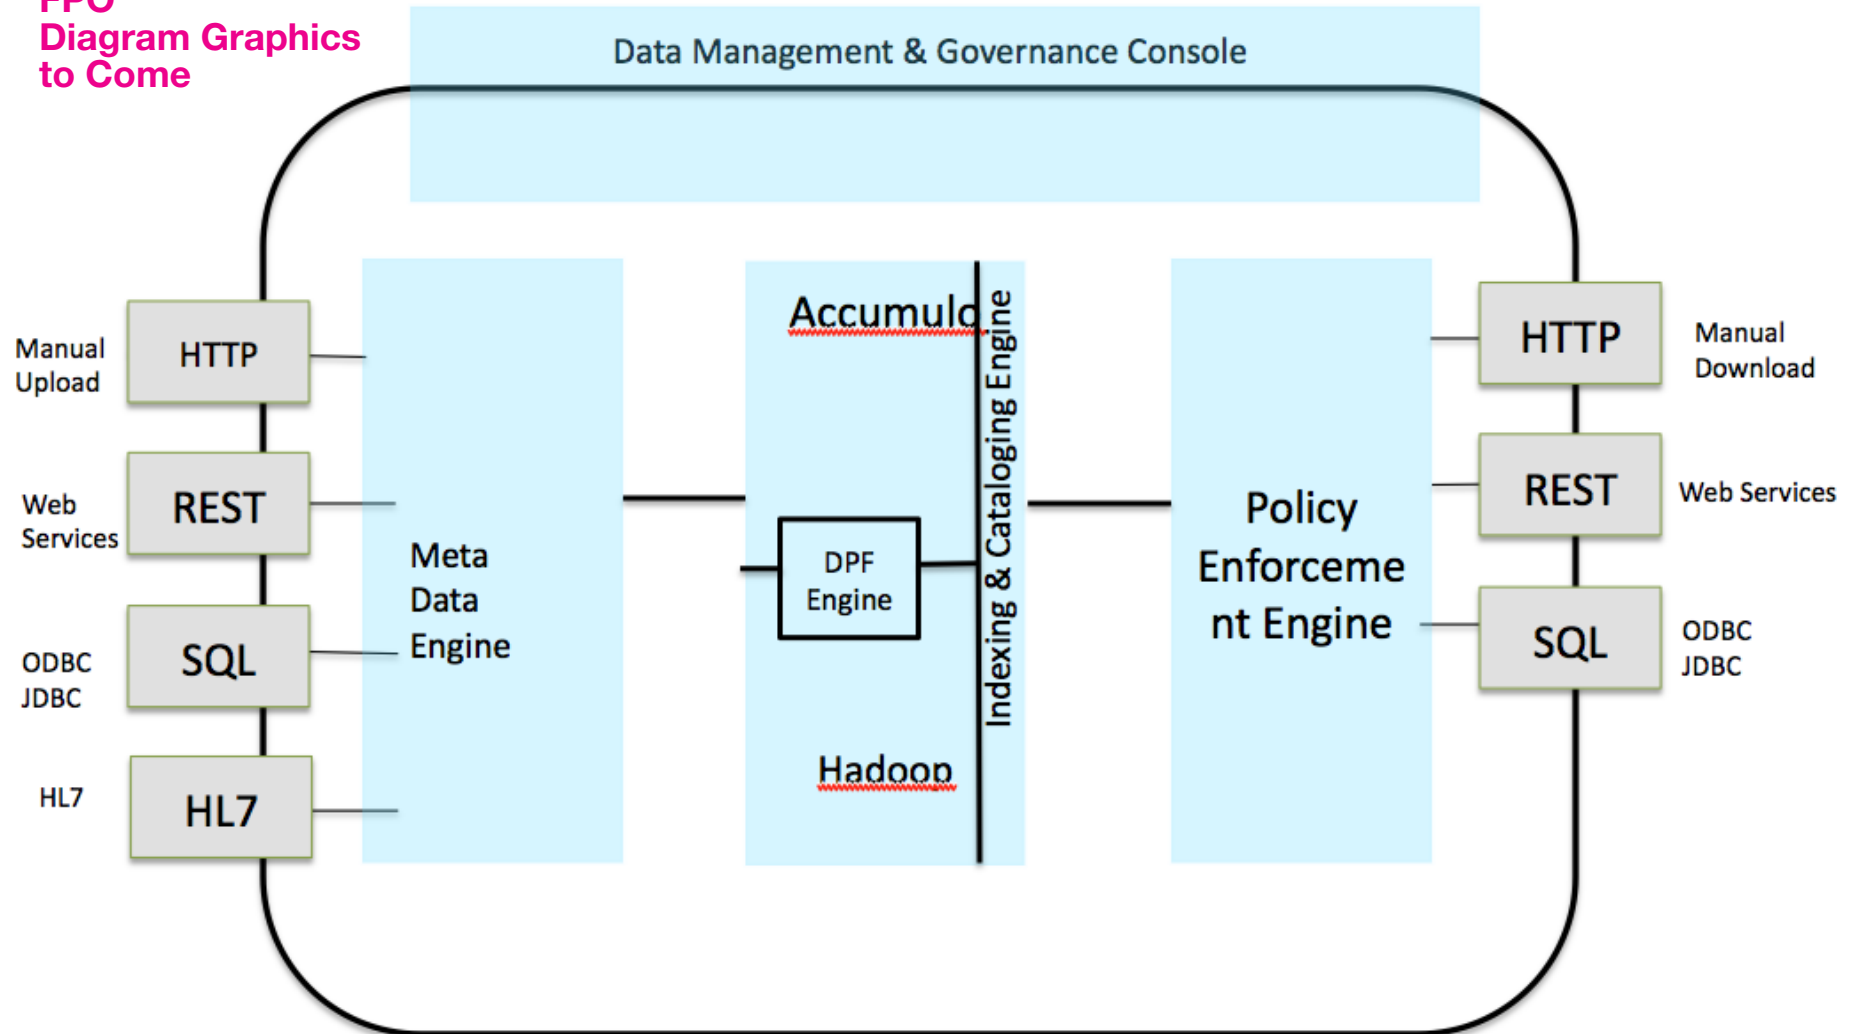 FPO
Diagram Graphics
to Come
Data Management & Governance Console
Manual
Upload
HTTP
Web
Services
REST
ODBC
JDBC
SQL
HL7
HL7
Meta
Data
Engine
Accumulo
DPF
Engine
Hadoop
Indexing & Cataloging Engine
Policy
Enforceme
nt Engine
HTTP
Manual
Download
REST
Web Services
SQL
ODBC
JDBC